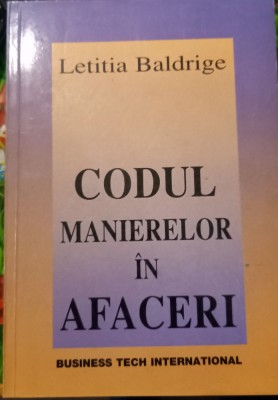 Letitia Baldrige
CODUL
MANIERELOR
ÎN
AFACERI
BUSINESS TECH INTERNATIONAL